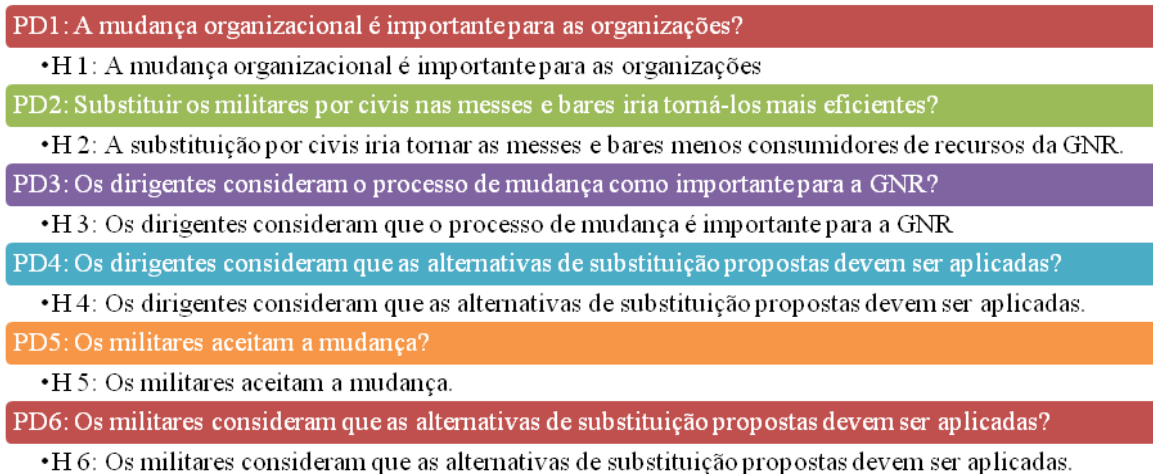 PD1: A mudança organizacional é importante para as organizações?
•H 1: A mudança organizacional é importante para as organizações
PD2: Substituir os militares por civis nas messes e bares iria torná-los mais eficientes?
•H 2: A substituição por civis iria tornar as messes e bares menos consumidores de recursos da GNR.
PD3: Os dirigentes consideram o processo de mudança como importante para a GNR?
•H 3: Os dirigentes consideram que o processo de mudança é importante para a GNR
PD4: Os dirigentes consideram que as alternativas de substituição propostas devem ser aplicadas?
•H 4: Os dirigentes consideram que as alternativas de substituição propostas devem ser aplicadas.
PD5: Os militares aceitam a mudança?
•H 5: Os militares aceitam a mudança.
PD6: Os militares consideram que as alternativas de substituição propostas devem ser aplicadas?
•H 6: Os militares consideram que as alternativas de substituição propostas devem ser aplicadas.